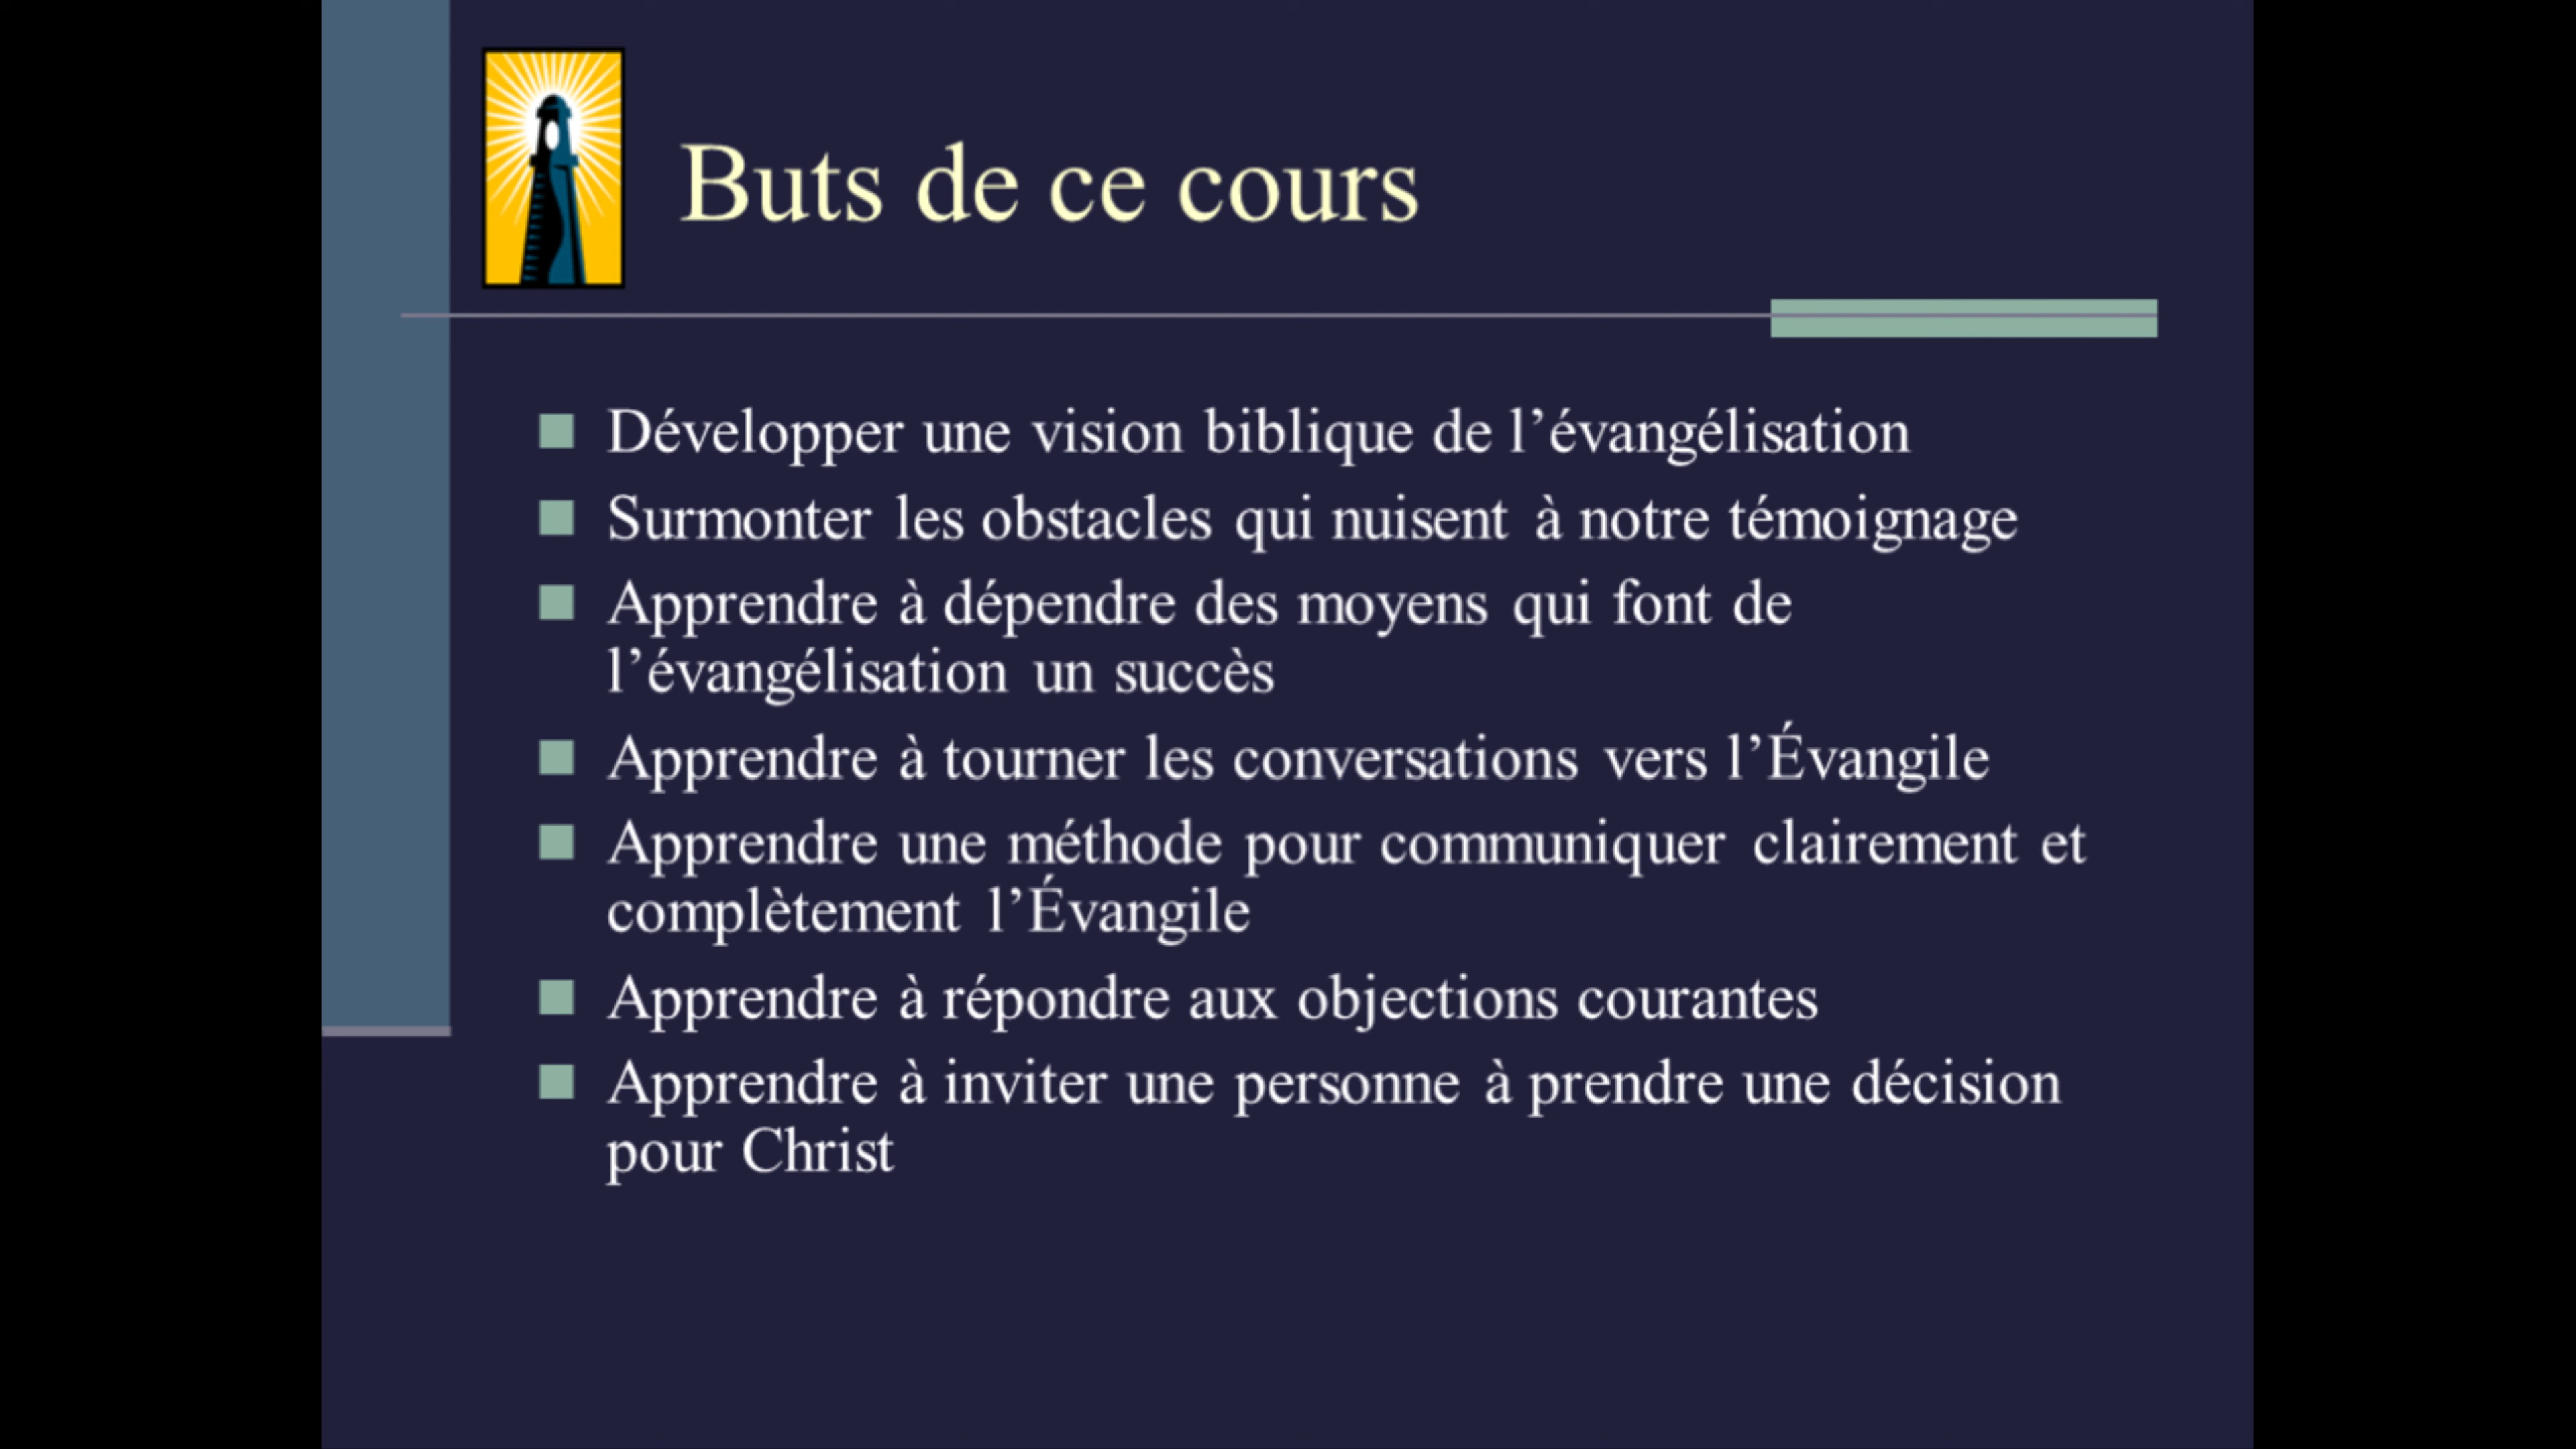 Buts de ce cours
Développer une vision biblique de l’évangélisation
Surmonter les obstacles qui nuisent à notre témoignage
Apprendre à dépendre des moyens qui font de
l’évangélisation un succès
Apprendre à tourner les conversations vers l’Évangile
Apprendre une méthode pour communiquer clairement et
complètement l’Évangile
Apprendre à répondre aux objections courantes
Apprendre à inviter une personne à prendre une décision
pour Christ